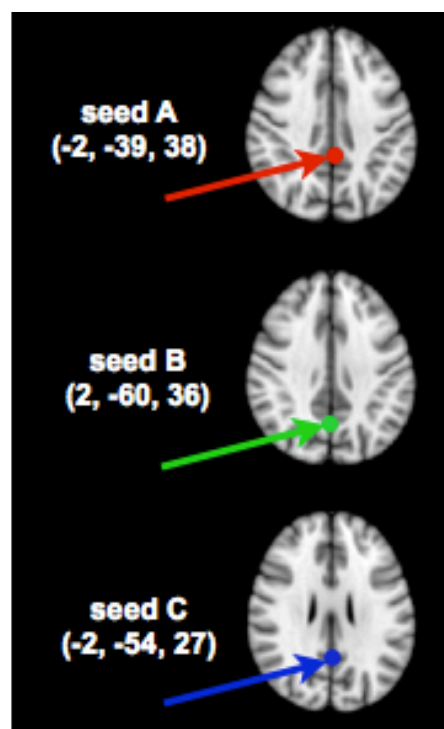 seed A
(-2, -39, 38)
seed B
(2, -60, 36)
seed C
(-2, -54, 27)